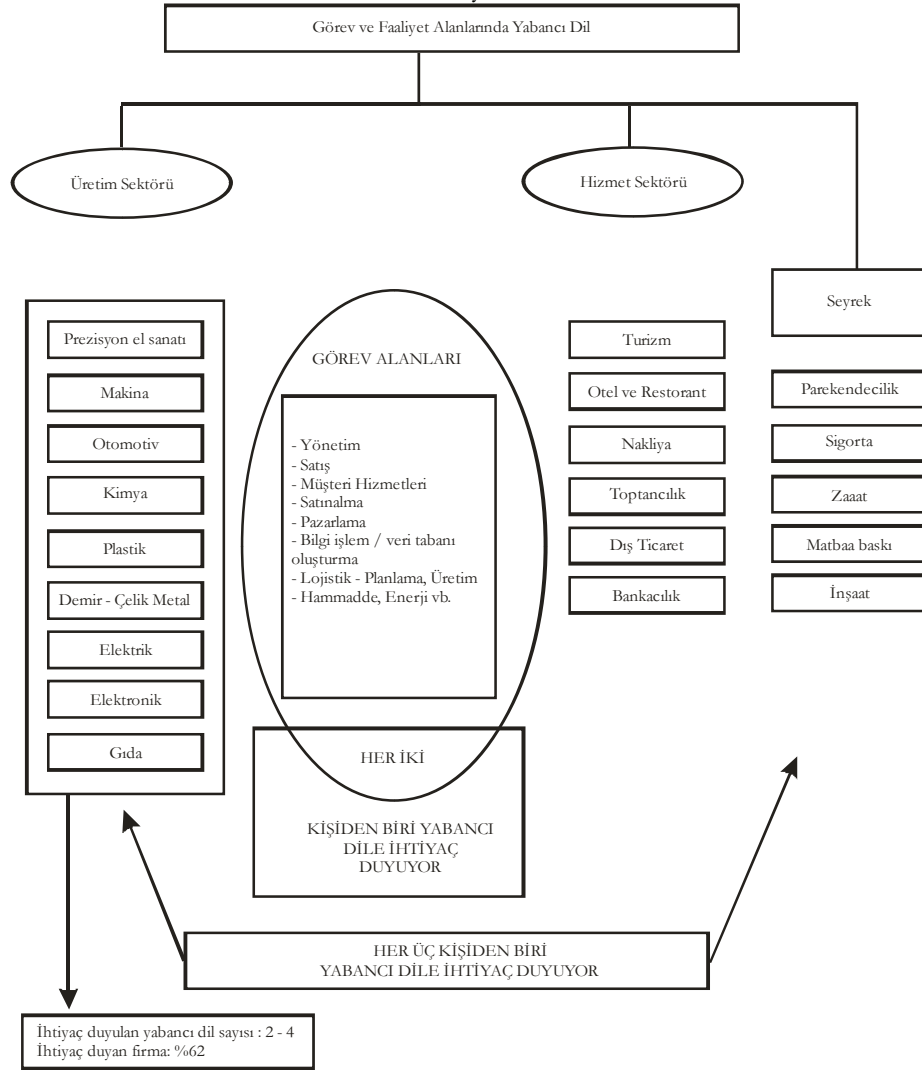 Görev ve Faaliyet Alanlarında Yabancı Dil
Üretim Sektörü
Hizmet Sektörü
Seyrek
Prezisyon el sanatı
Makina
Otomotiv
Kimya
Plastik
Demir - Çelik Metal
Elektrik
Elektronik
Gıda
GÖREV ALANLARI
- Yönetim
- Satış
- Müşteri Hizmetleri
- Satınalma
- Pazarlama
- Bilgi işlem / veri tabanı
oluşturma
- Lojistik - Planlama, Üretim
- Hammadde, Enerji vb.
Turizm
Otel ve Restorant
Nakliya
Toptancılık
Dış Ticaret
Bankacılık
Parekendecilik
Sigorta
Zaaat
Matbaa baskı
İnşaat
HER İKİ
KİŞİDEN BİRİ YABANCI
DİLE İHTİYAÇ
DUYUYOR
HER ÜÇ KİŞİDEN BİRİ
YABANCI DİLE İHTİYAÇ DUYUYOR
İhtiyaç duyulan yabancı dil sayısı : 2 - 4
İhtiyaç duyan firma: %62